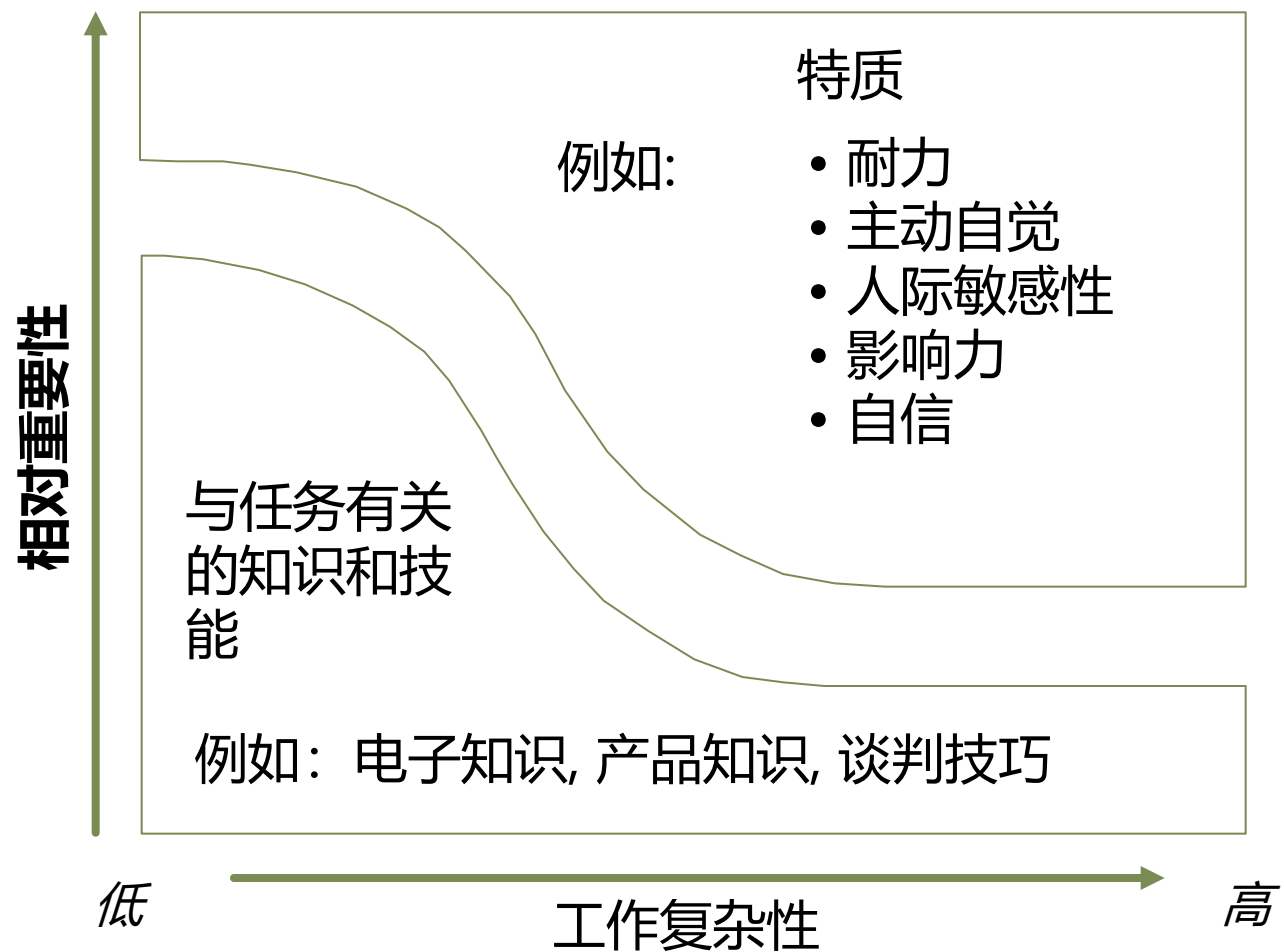 特质
例如:
• 耐力
• 主动自觉
• 人际敏感性
• 影响力
• 自信
相对重要性
与任务有关
的知识和技
能
例如：电子知识, 产品知识, 谈判技巧
低
工作复杂性
高